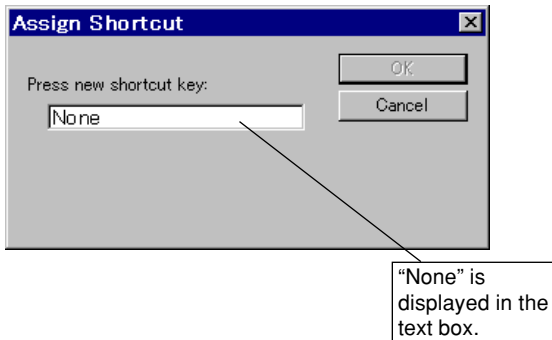 Assign Shortcut
OK
Press new shortcut key:
Cancel
None
“None” is
displayed in the
text box.